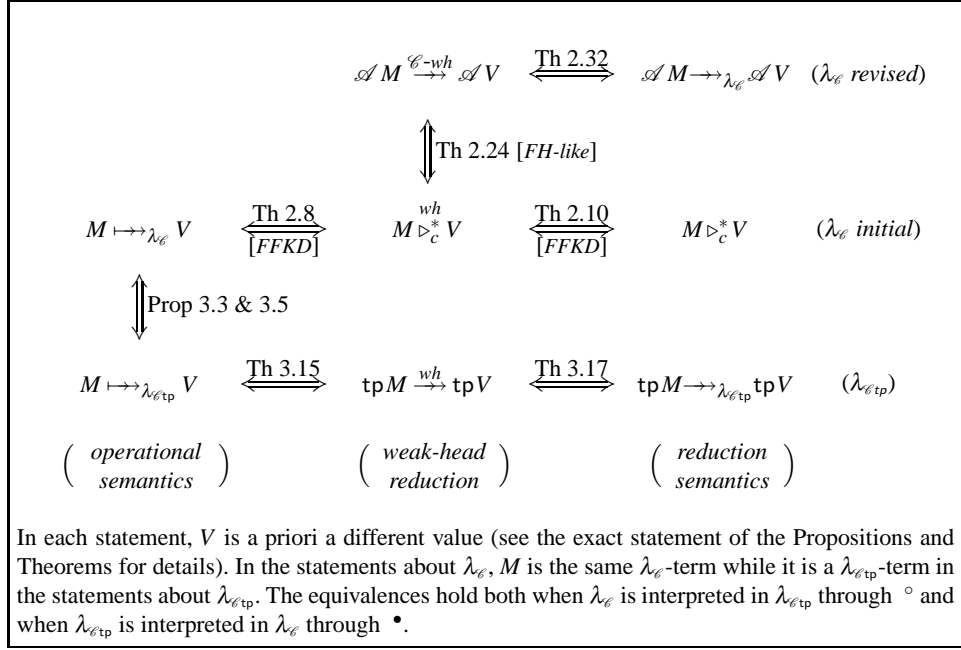 𝒜 M 𝒞-wh ↠ 𝒜 V ⟺ Th 2.32 𝒜 M ↠λ𝒞 𝒜 V (λ𝒞 revised)
⇕ Th 2.24 [FH-like]
M ⟼→λ𝒞 V ⟺ Th 2.8 [FFKD] M wh ▷*c V ⟺ Th 2.10 [FFKD] M ▷*c V (λ𝒞 initial)
⇕ Prop 3.3 & 3.5
M ⟼→λ𝒞tp V ⟺ Th 3.15 tp M wh ↠ tp V ⟺ Th 3.17 tp M ↠λ𝒞tp tp V (λ𝒞tp)
( operational semantics ) ( weak-head reduction ) ( reduction semantics )
In each statement, V is a priori a different value (see the exact statement of the Propositions and
Theorems for details). In the statements about λ𝒞, M is the same λ𝒞-term while it is a λ𝒞tp-term in
the statements about λ𝒞tp. The equivalences hold both when λ𝒞 is interpreted in λ𝒞tp through ° and
when λ𝒞tp is interpreted in λ𝒞 through •.